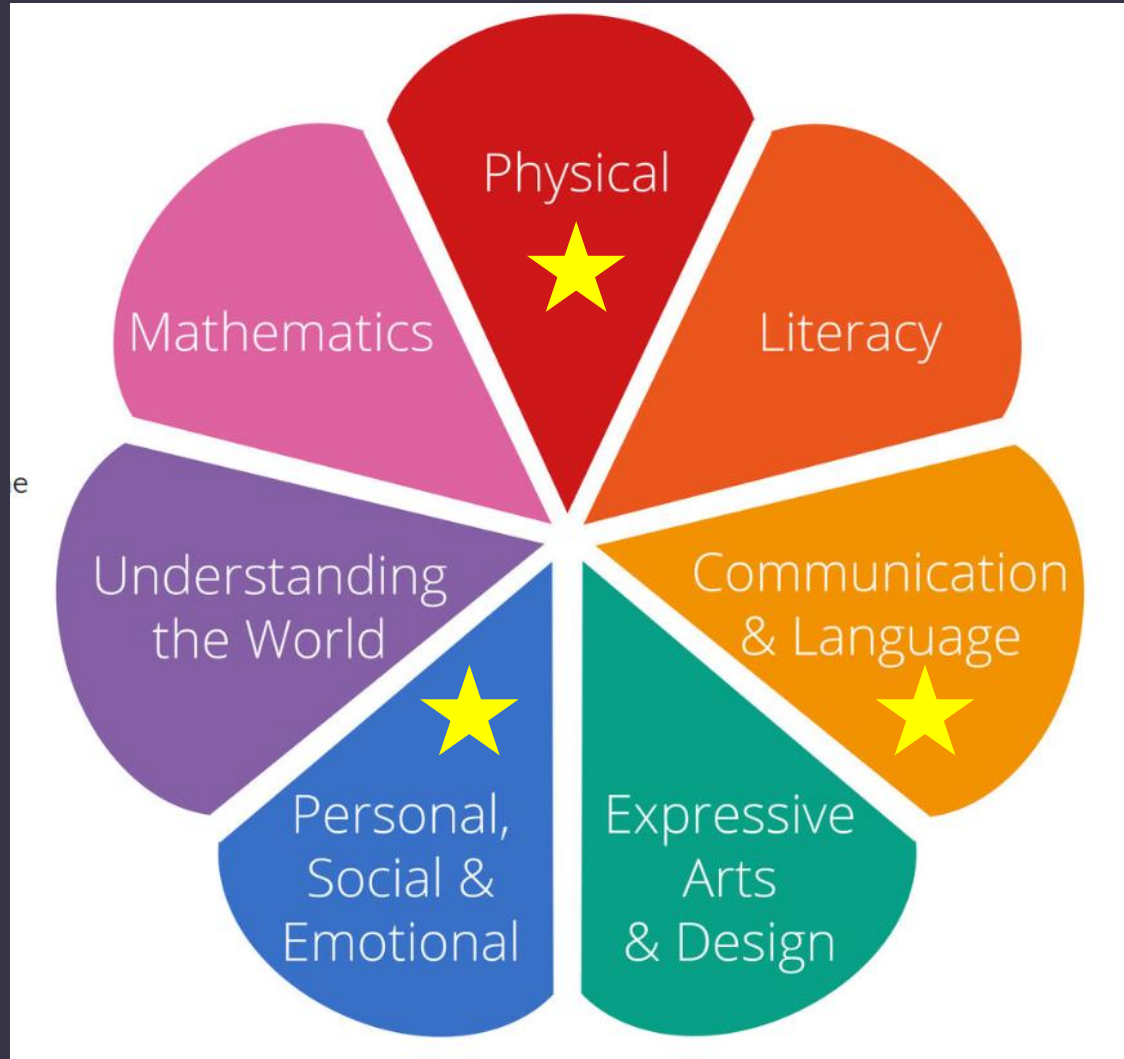 Physical
Mathematics
Literacy
e
Understanding
the World
Communication
& Language
Personal,
Social &
Emotional
Expressive
Arts
& Design